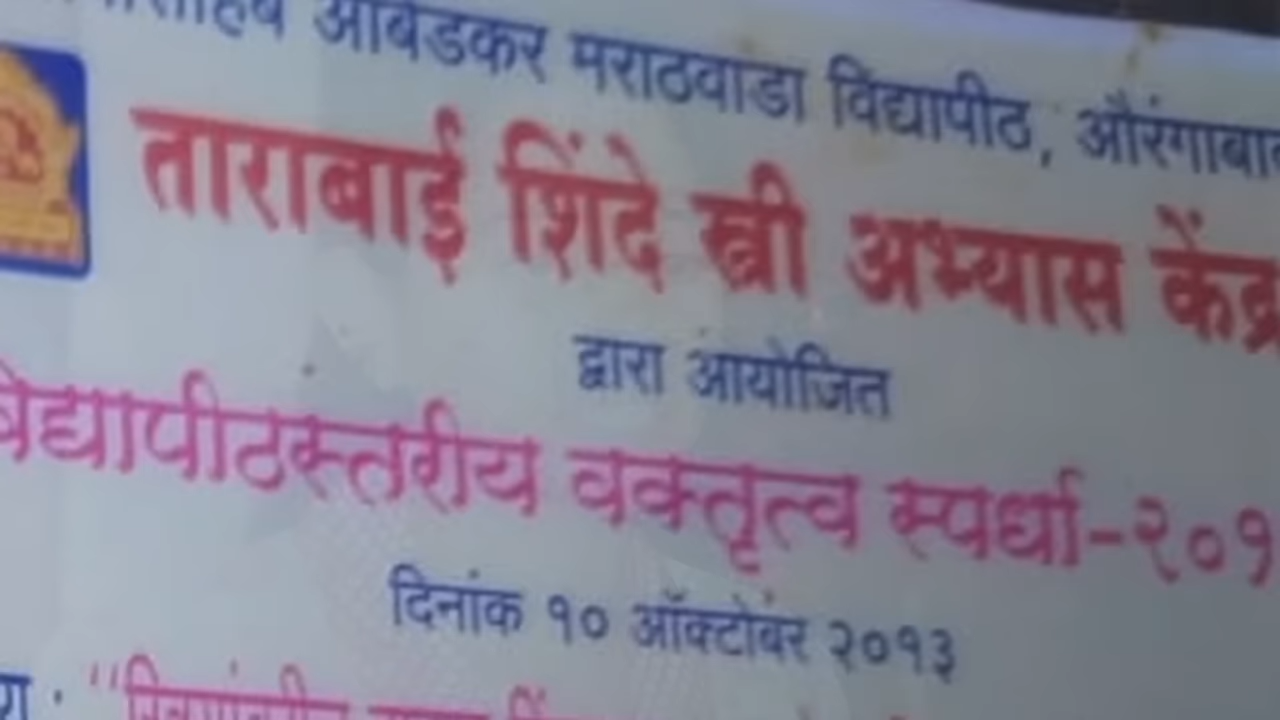 आंबेडकर मराठवाडा विद्यापीठ, औरंगाबाद
ताराबाई शिंदे स्त्री अभ्यास केंद्र
द्वारा आयोजित
विद्यापीठस्तरीय वक्तृत्व स्पर्धा-२०१
दिनांक १० ऑक्टोंबर २०१३